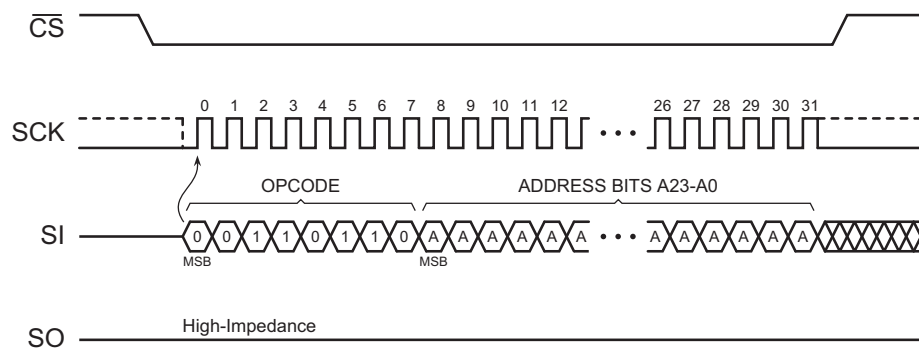 CS
0 1 2 3 4 5 6 7 8 9 10 11 12 26 27 28 29 30 31
SCK
OPCODE ADDRESS BITS A23-A0
SI 0 0 1 1 0 1 1 0 A A A A A A A A A A A A
MSB MSB
High-Impedance
SO